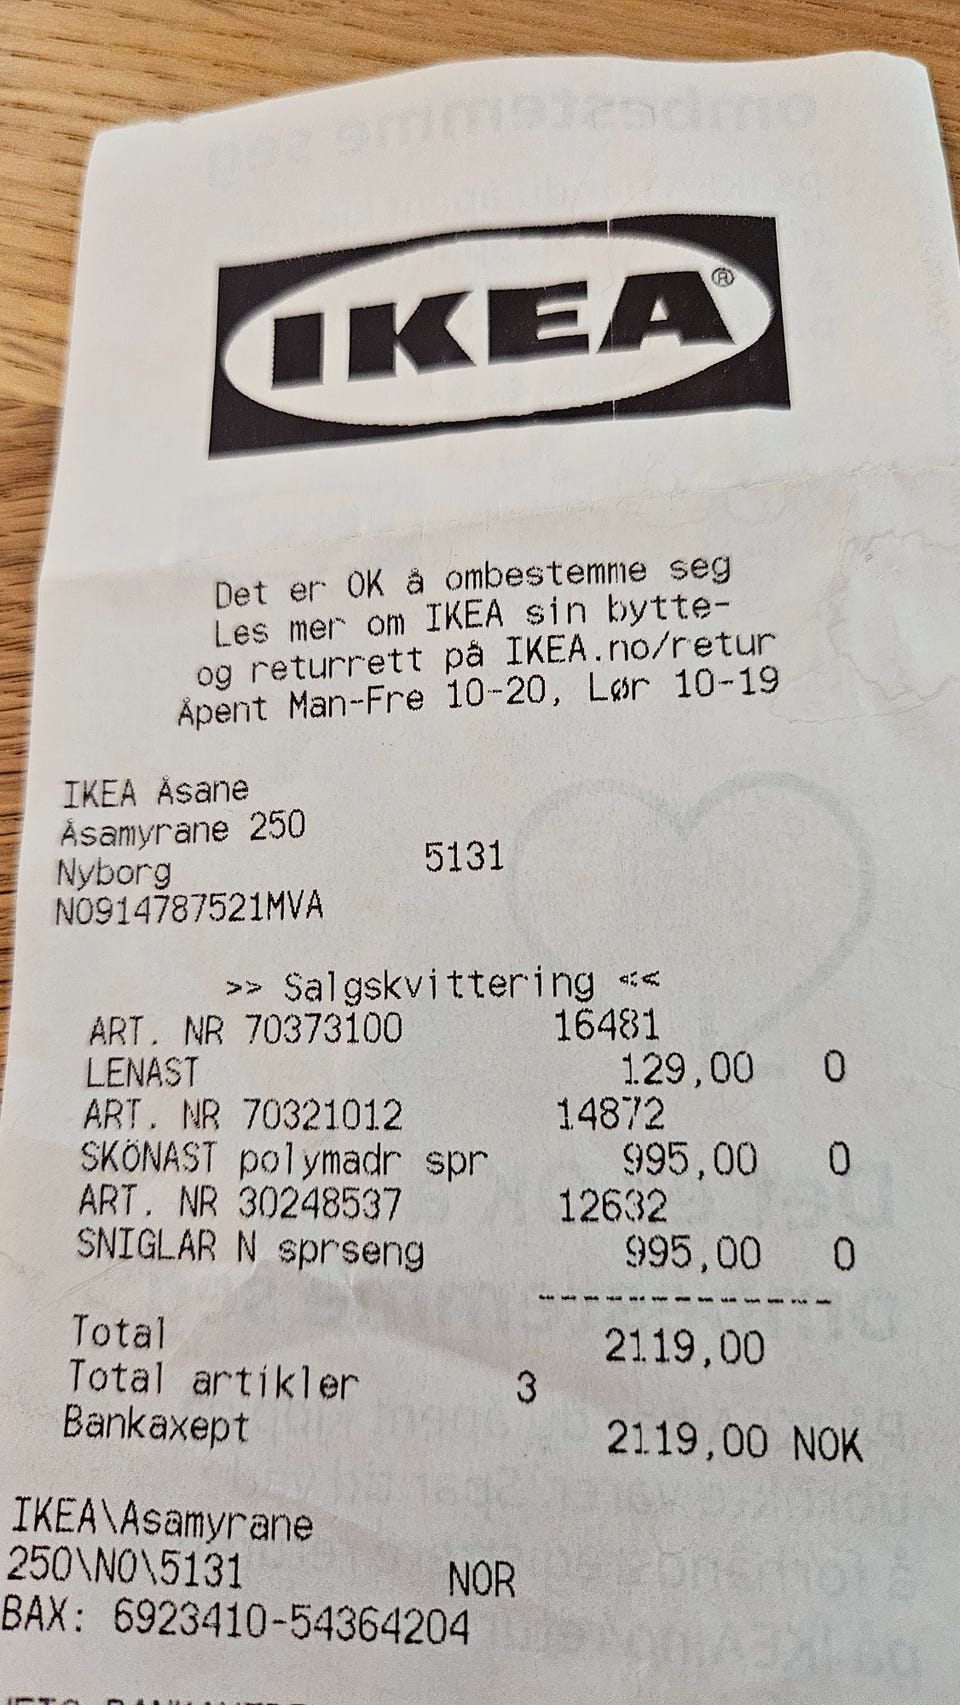 IKEA®
Det er OK å ombestemme seg
Les mer om IKEA sin bytte-
og returrett på IKEA.no/retur
Åpent Man-Fre 10-20, Lør 10-19
IKEA Åsane
Åsamyrane 250
Nyborg 5131
NO914787521MVA
>> Salgskvittering <<
ART. NR 70373100 16481
LENAST 129,00 0
ART. NR 70321012 14872
SKÖNAST polymadr spr 995,00 0
ART. NR 30248537 12632
SNIGLAR N sprseng 995,00 0
-------------
Total 2119,00
Total artikler 3
Bankaxept 2119,00 NOK
IKEA\Asamyrane
250\NO\5131 NOR
BAX: 6923410-54364204